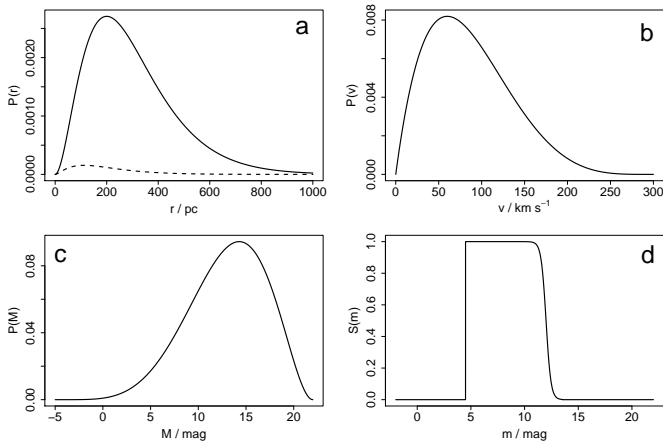 a
P(r)
0.0000 0.0010 0.0020
0 200 400 600 800 1000
r / pc
b
P(v)
0.000 0.004 0.008
0 50 100 150 200 250 300
v / km s⁻¹
c
P(M)
0.00 0.04 0.08
−5 0 5 10 15 20
M / mag
d
S(m)
0.0 0.2 0.4 0.6 0.8 1.0
0 5 10 15 20
m / mag